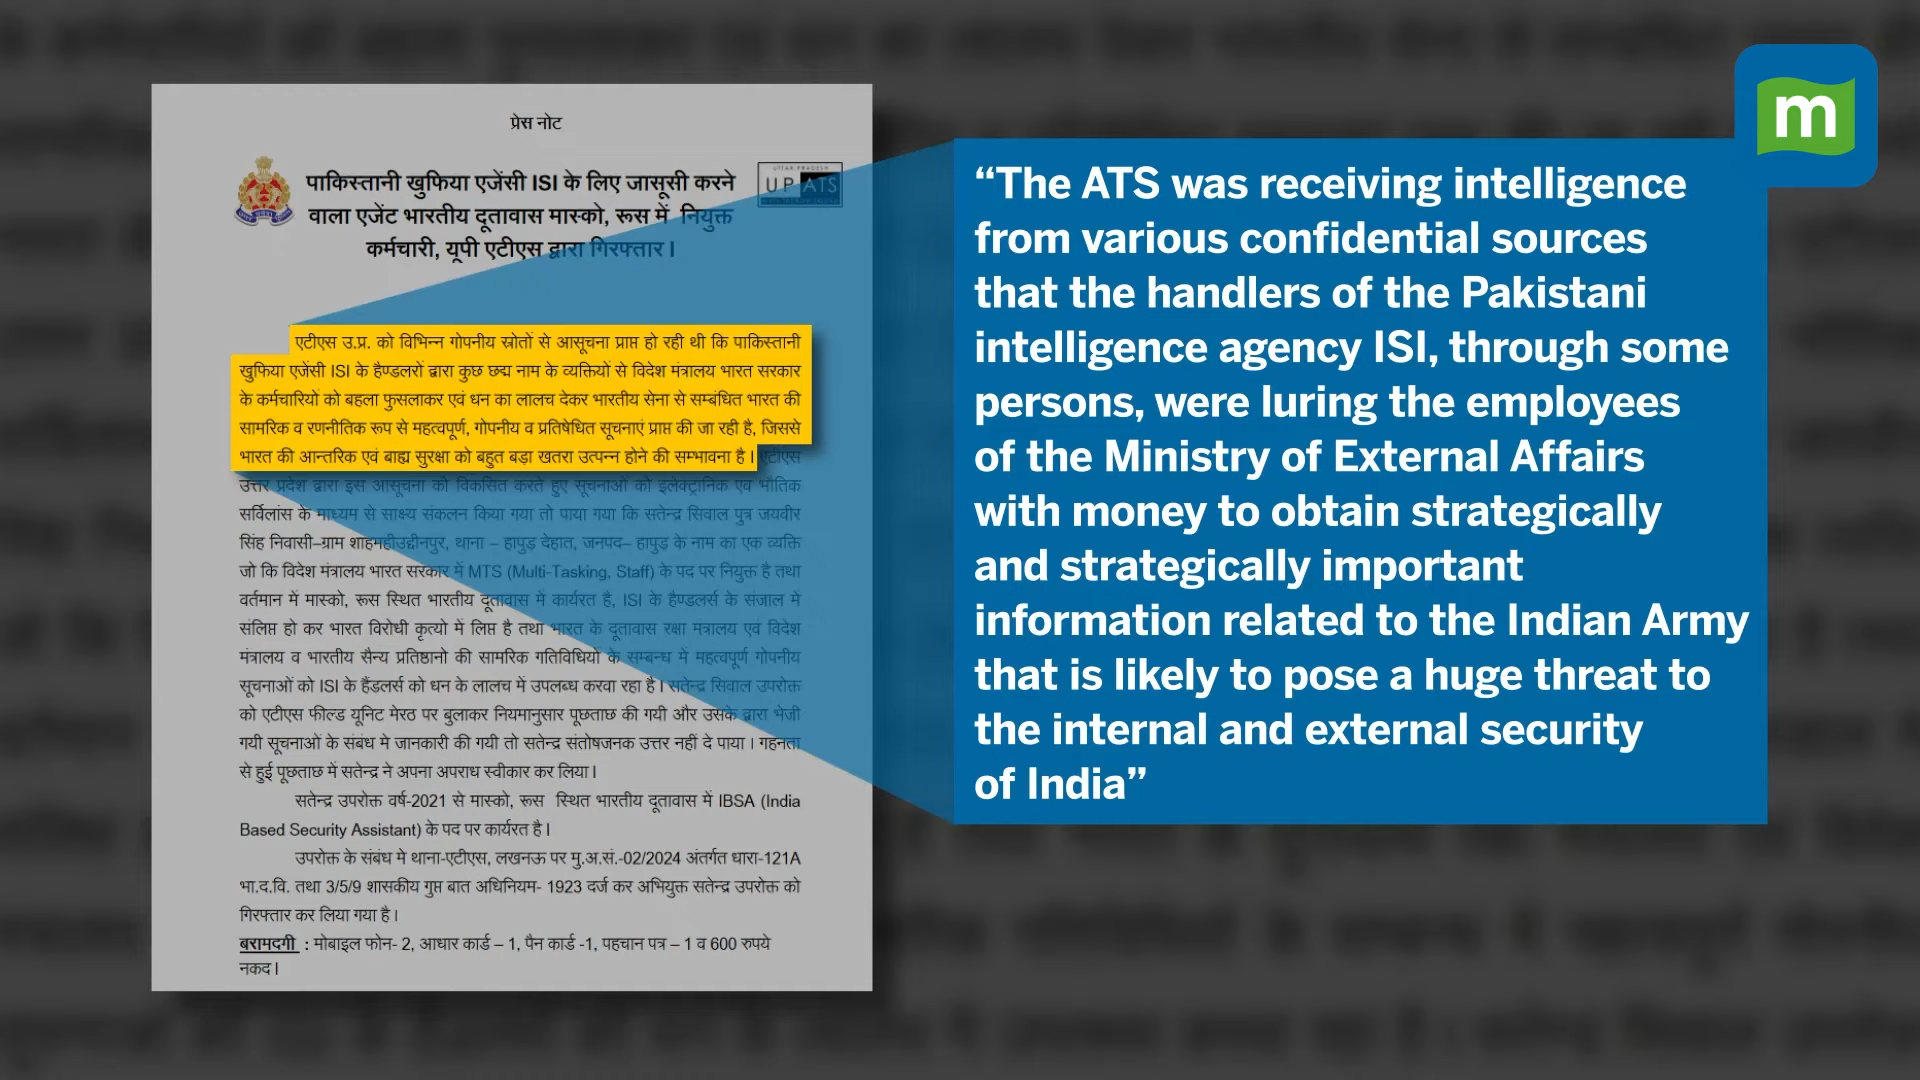 प्रेस नोट
पाकिस्तानी खुफिया एजेंसी ISI के लिए जासूसी करने
वाला एजेंट भारतीय दूतावास मास्को, रूस में नियुक्त
कर्मचारी, यूपी एटीएस द्वारा गिरफ्तार।
UTTAR PRADESH
UP ATS
एटीएस उ.प्र. को विभिन्न गोपनीय स्रोतों से आसूचना प्राप्त हो रही थी कि पाकिस्तानी
खुफिया एजेंसी ISI के हैण्डलरों द्वारा कुछ छद्म नाम के व्यक्तियों से विदेश मंत्रालय भारत सरकार
के कर्मचारियों को बहला फुसलाकर एवं धन का लालच देकर भारतीय सेना से सम्बंधित भारत की
सामरिक व रणनीतिक रूप से महत्वपूर्ण, गोपनीय व प्रतिषेधित सूचनाएं प्राप्त की जा रही है, जिससे
भारत की आन्तरिक एवं बाह्य सुरक्षा को बहुत बड़ा खतरा उत्पन्न होने की सम्भावना है। एटीएस
उत्तर प्रदेश द्वारा इस आसूचना को विकसित करते हुए सूचनाओं को इलेक्ट्रानिक एवं भौतिक
सर्विलांस के माध्यम से साक्ष्य संकलन किया गया तो पाया गया कि सतेन्द्र सिवाल पुत्र जयवीर
सिंह निवासी–ग्राम शाहमहीउद्दीनपुर, थाना – हापुड़ देहात, जनपद– हापुड़ के नाम का एक व्यक्ति
जो कि विदेश मंत्रालय भारत सरकार में MTS (Multi-Tasking, Staff) के पद पर नियुक्त है तथा
वर्तमान में मास्को, रूस स्थित भारतीय दूतावास में कार्यरत है, ISI के हैण्डलर्स के संजाल में
संलिप्त हो कर भारत विरोधी कृत्यो में लिप्त है तथा भारत के दूतावास रक्षा मंत्रालय एवं विदेश
मंत्रालय व भारतीय सैन्य प्रतिष्ठानो की सामरिक गतिविधियों के सम्बन्ध में महत्वपूर्ण गोपनीय
सूचनाओं को ISI के हैंडलर्स को धन के लालच में उपलब्ध करवा रहा है। सतेन्द्र सिवाल उपरोक्त
को एटीएस फील्ड यूनिट मेरठ पर बुलाकर नियमानुसार पूछताछ की गयी और उसके द्वारा भेजी
गयी सूचनाओं के संबंध मे जानकारी की गयी तो सतेन्द्र संतोषजनक उत्तर नहीं दे पाया। गहनता
से हुई पूछताछ में सतेन्द्र ने अपना अपराध स्वीकार कर लिया।
सतेन्द्र उपरोक्त वर्ष-2021 से मास्को, रूस स्थित भारतीय दूतावास में IBSA (India
Based Security Assistant) के पद पर कार्यरत है।
उपरोक्त के संबंध मे थाना-एटीएस, लखनऊ पर मु.अ.सं.-02/2024 अंतर्गत धारा-121A
भा.द.वि. तथा 3/5/9 शासकीय गुप्त बात अधिनियम- 1923 दर्ज कर अभियुक्त सतेन्द्र उपरोक्त को
गिरफ्तार कर लिया गया है।
बरामदगी : मोबाइल फोन- 2, आधार कार्ड – 1, पैन कार्ड -1, पहचान पत्र – 1 व 600 रुपये
नकद।
m
“The ATS was receiving intelligence
from various confidential sources
that the handlers of the Pakistani
intelligence agency ISI, through some
persons, were luring the employees
of the Ministry of External Affairs
with money to obtain strategically
and strategically important
information related to the Indian Army
that is likely to pose a huge threat to
the internal and external security
of India”